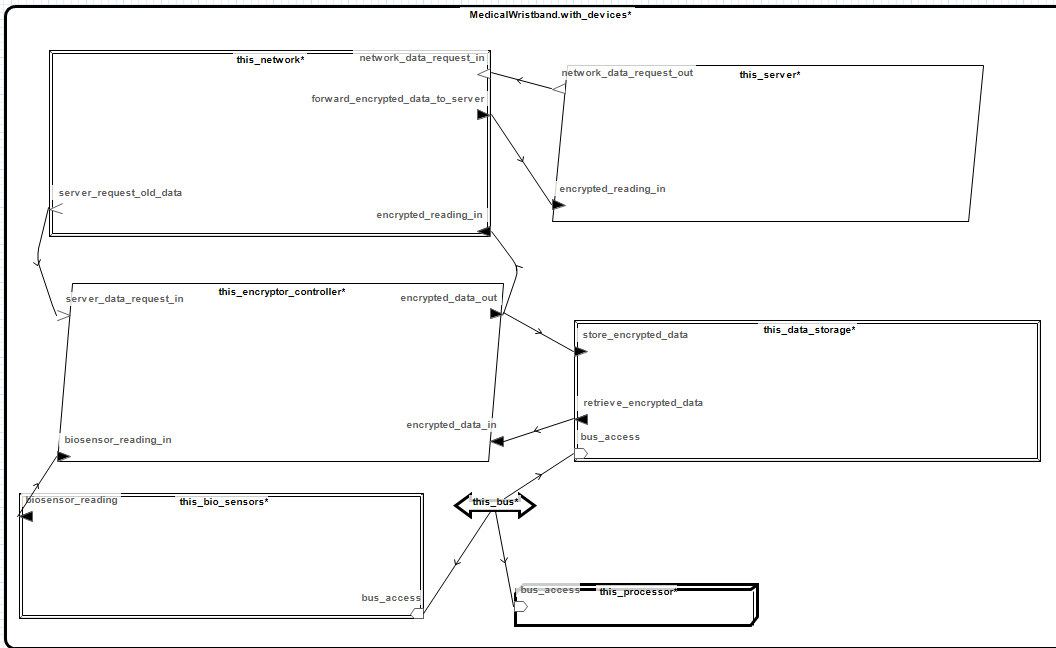 MedicalWristband.with_devices*
this_network*
network_data_request_in
forward_encrypted_data_to_server
server_request_old_data
encrypted_reading_in
network_data_request_out
this_server*
encrypted_reading_in
this_encryptor_controller*
server_data_request_in
encrypted_data_out
biosensor_reading_in
encrypted_data_in
this_data_storage*
store_encrypted_data
retrieve_encrypted_data
bus_access
biosensor_reading
this_bio_sensors*
bus_access
this_bus*
bus_access
this_processor*